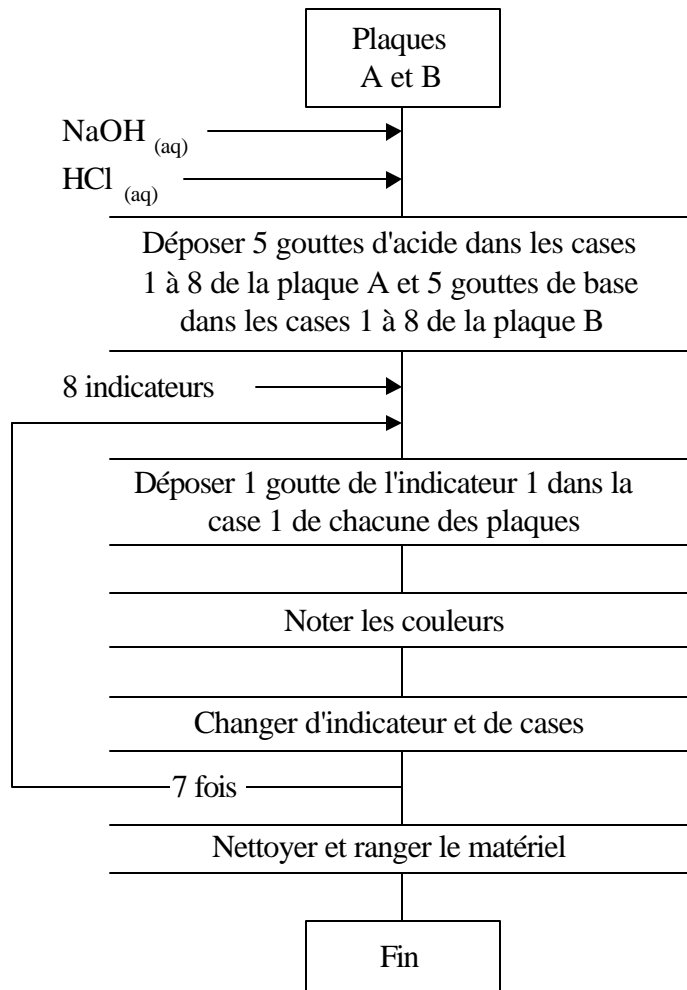 Plaques
A et B
NaOH (aq)
HCl (aq)
Déposer 5 gouttes d'acide dans les cases
1 à 8 de la plaque A et 5 gouttes de base
dans les cases 1 à 8 de la plaque B
8 indicateurs
Déposer 1 goutte de l'indicateur 1 dans la
case 1 de chacune des plaques
Noter les couleurs
Changer d'indicateur et de cases
7 fois
Nettoyer et ranger le matériel
Fin